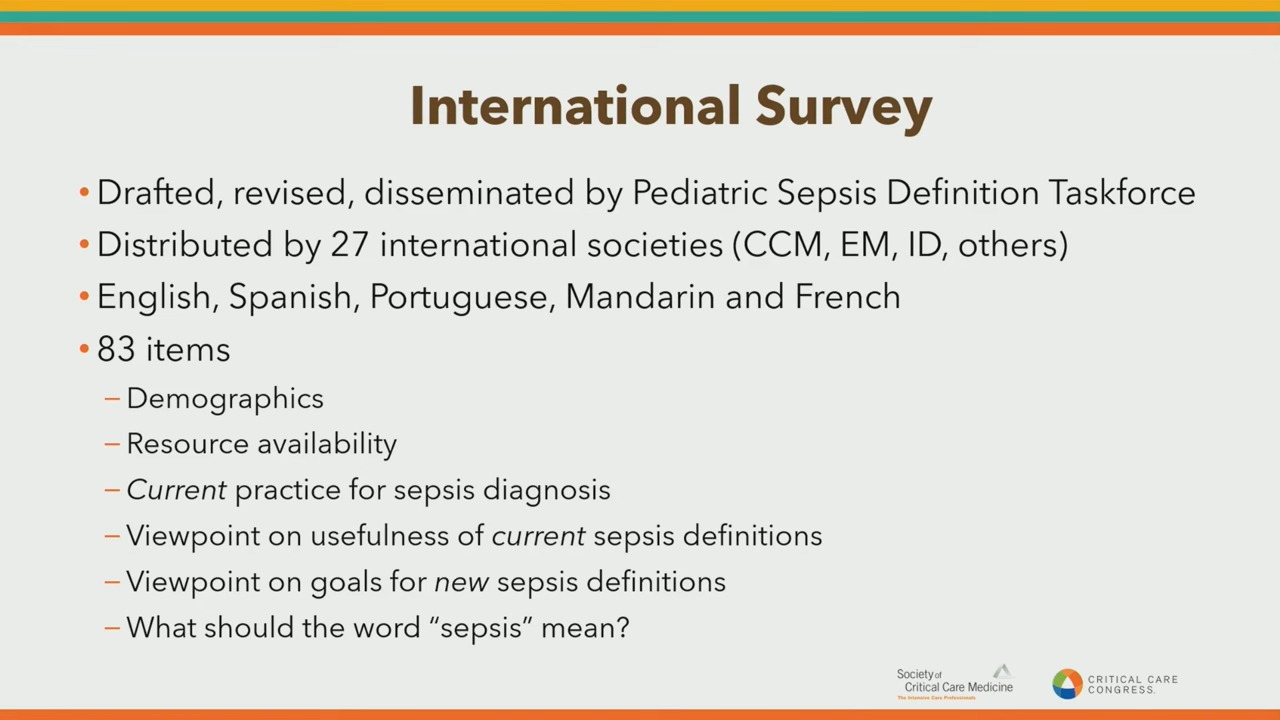 International Survey
• Drafted, revised, disseminated by Pediatric Sepsis Definition Taskforce
• Distributed by 27 international societies (CCM, EM, ID, others)
• English, Spanish, Portuguese, Mandarin and French
• 83 items
– Demographics
– Resource availability
– Current practice for sepsis diagnosis
– Viewpoint on usefulness of current sepsis definitions
– Viewpoint on goals for new sepsis definitions
– What should the word “sepsis” mean?
Society of
Critical Care Medicine
The Intensive Care Professionals
CRITICAL CARE
CONGRESS.